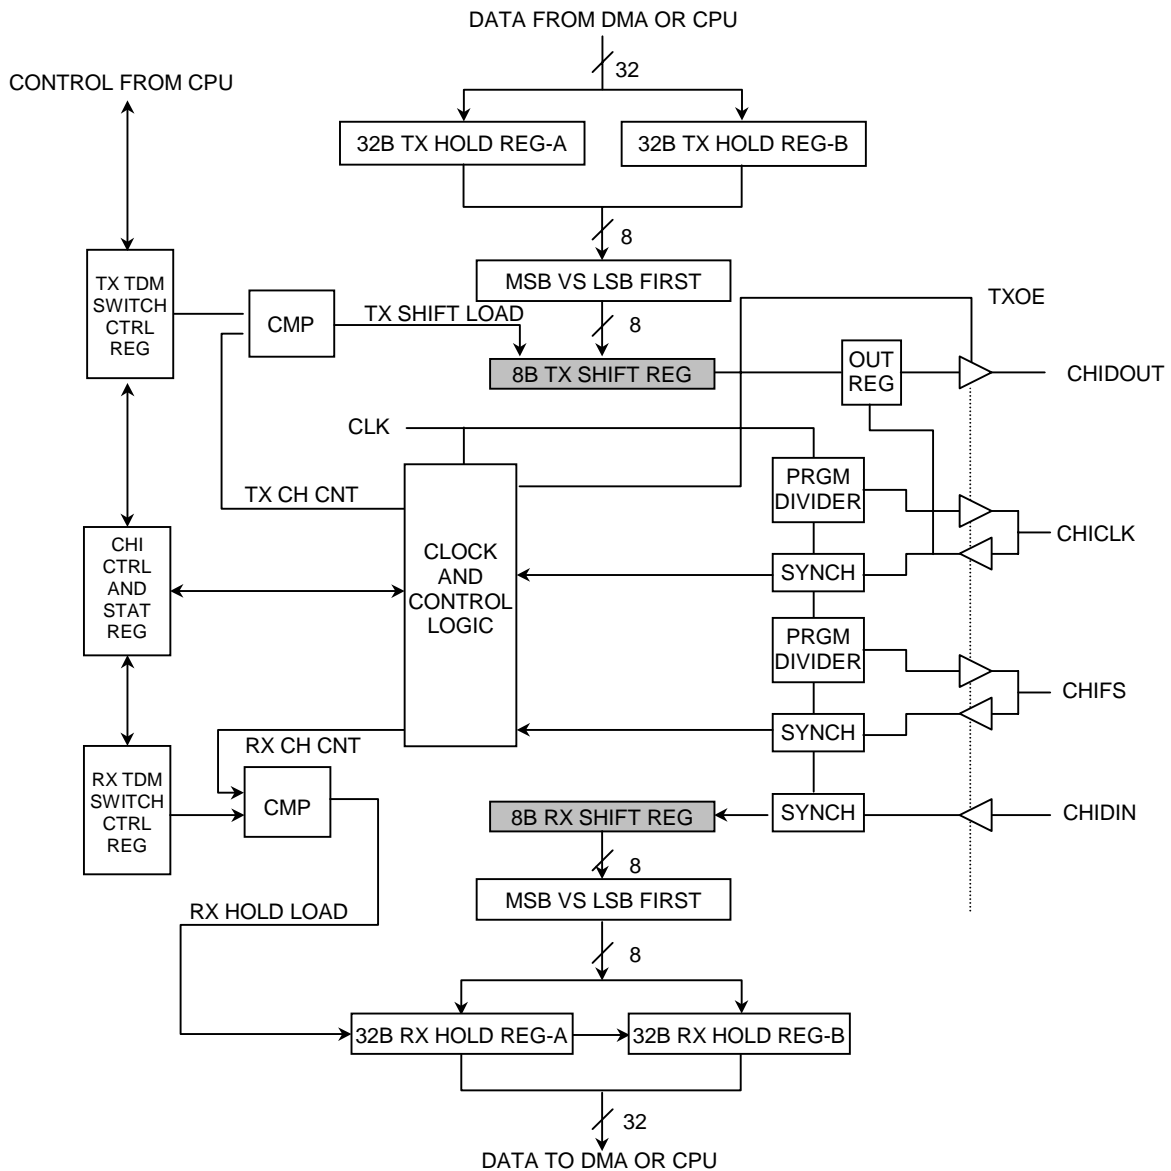 DATA FROM DMA OR CPU
32
CONTROL FROM CPU
32B TX HOLD REG-A
32B TX HOLD REG-B
8
TX TDM
SWITCH
CTRL
REG
MSB VS LSB FIRST
TXOE
CMP
TX SHIFT LOAD
8
8B TX SHIFT REG
OUT
REG
CHIDOUT
CLK
TX CH CNT
PRGM
DIVIDER
CHICLK
CHI
CTRL
AND
STAT
REG
CLOCK
AND
CONTROL
LOGIC
SYNCH
PRGM
DIVIDER
CHIFS
SYNCH
RX CH CNT
RX TDM
SWITCH
CTRL
REG
CMP
8B RX SHIFT REG
SYNCH
CHIDIN
8
MSB VS LSB FIRST
RX HOLD LOAD
8
32B RX HOLD REG-A
32B RX HOLD REG-B
32
DATA TO DMA OR CPU